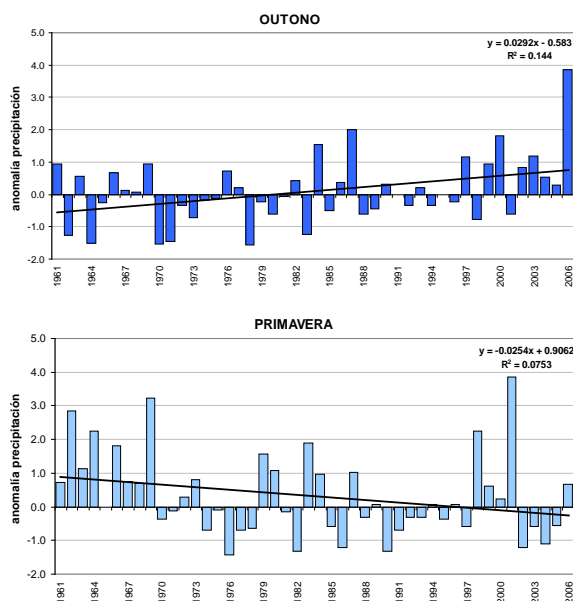 OUTONO
y = 0.0292x - 0.583
R² = 0.144
anomalía precipitación
5.0
4.0
3.0
2.0
1.0
0.0
-1.0
-2.0
1961 1964 1967 1970 1973 1976 1979 1982 1985 1988 1991 1994 1997 2000 2003 2006
PRIMAVERA
y = -0.0254x + 0.9062
R² = 0.0753
anomalía precipitación
5.0
4.0
3.0
2.0
1.0
0.0
-1.0
-2.0
1961 1964 1967 1970 1973 1976 1979 1982 1985 1988 1991 1994 1997 2000 2003 2006